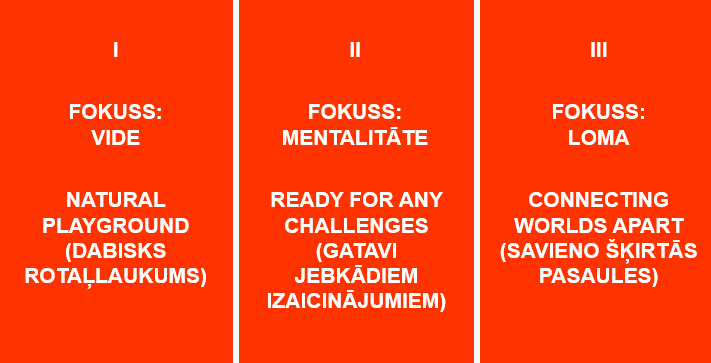 I
FOKUSS:
VIDE
NATURAL
PLAYGROUND
(DABISKS
ROTAĻLAUKUMS)
II
FOKUSS:
MENTALITĀTE
READY FOR ANY
CHALLENGES
(GATAVI
JEBKĀDIEM
IZAICINĀJUMIEM)
III
FOKUSS:
LOMA
CONNECTING
WORLDS APART
(SAVIENO ŠĶIRTĀS
PASAULES)